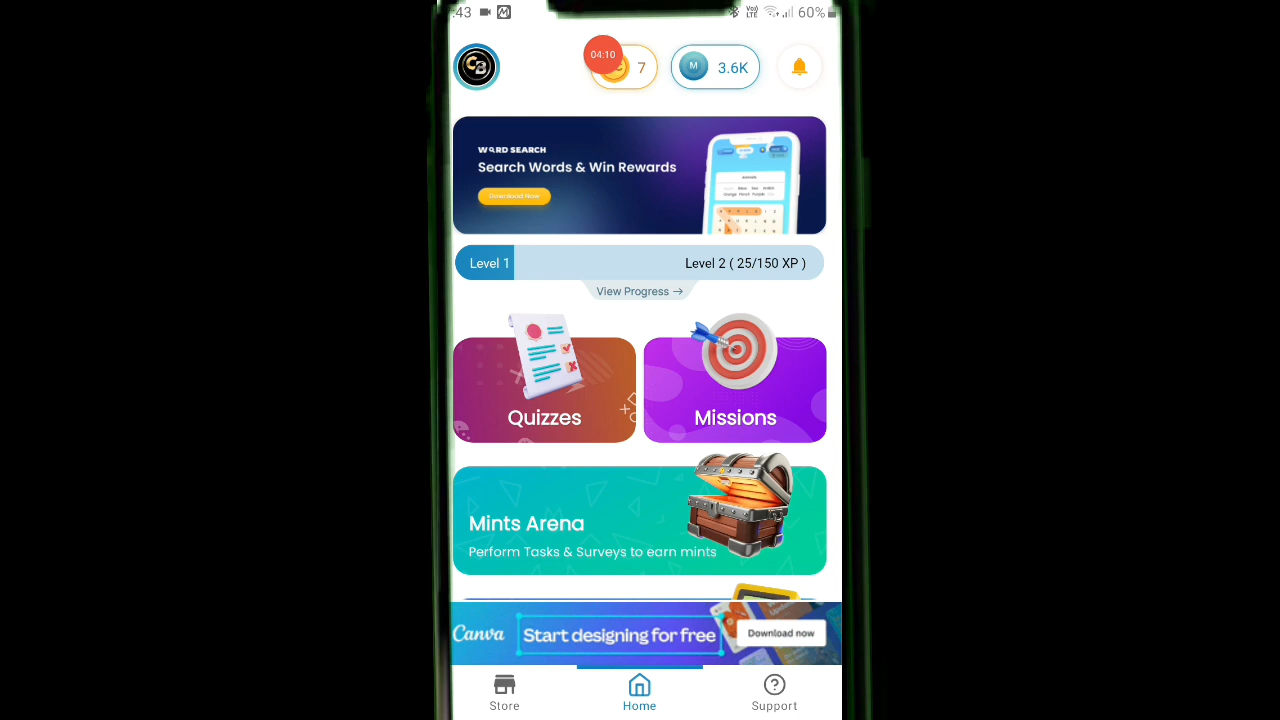 :43
Vo)) LTE
60%
04:10
7
M
3.6K
WORD SEARCH
Search Words & Win Rewards
Download Now
Level 1
Level 2 ( 25/150 XP )
View Progress →
Quizzes
Missions
Mints Arena
Perform Tasks & Surveys to earn mints
Canva
Start designing for free
Download now
Store
Home
Support